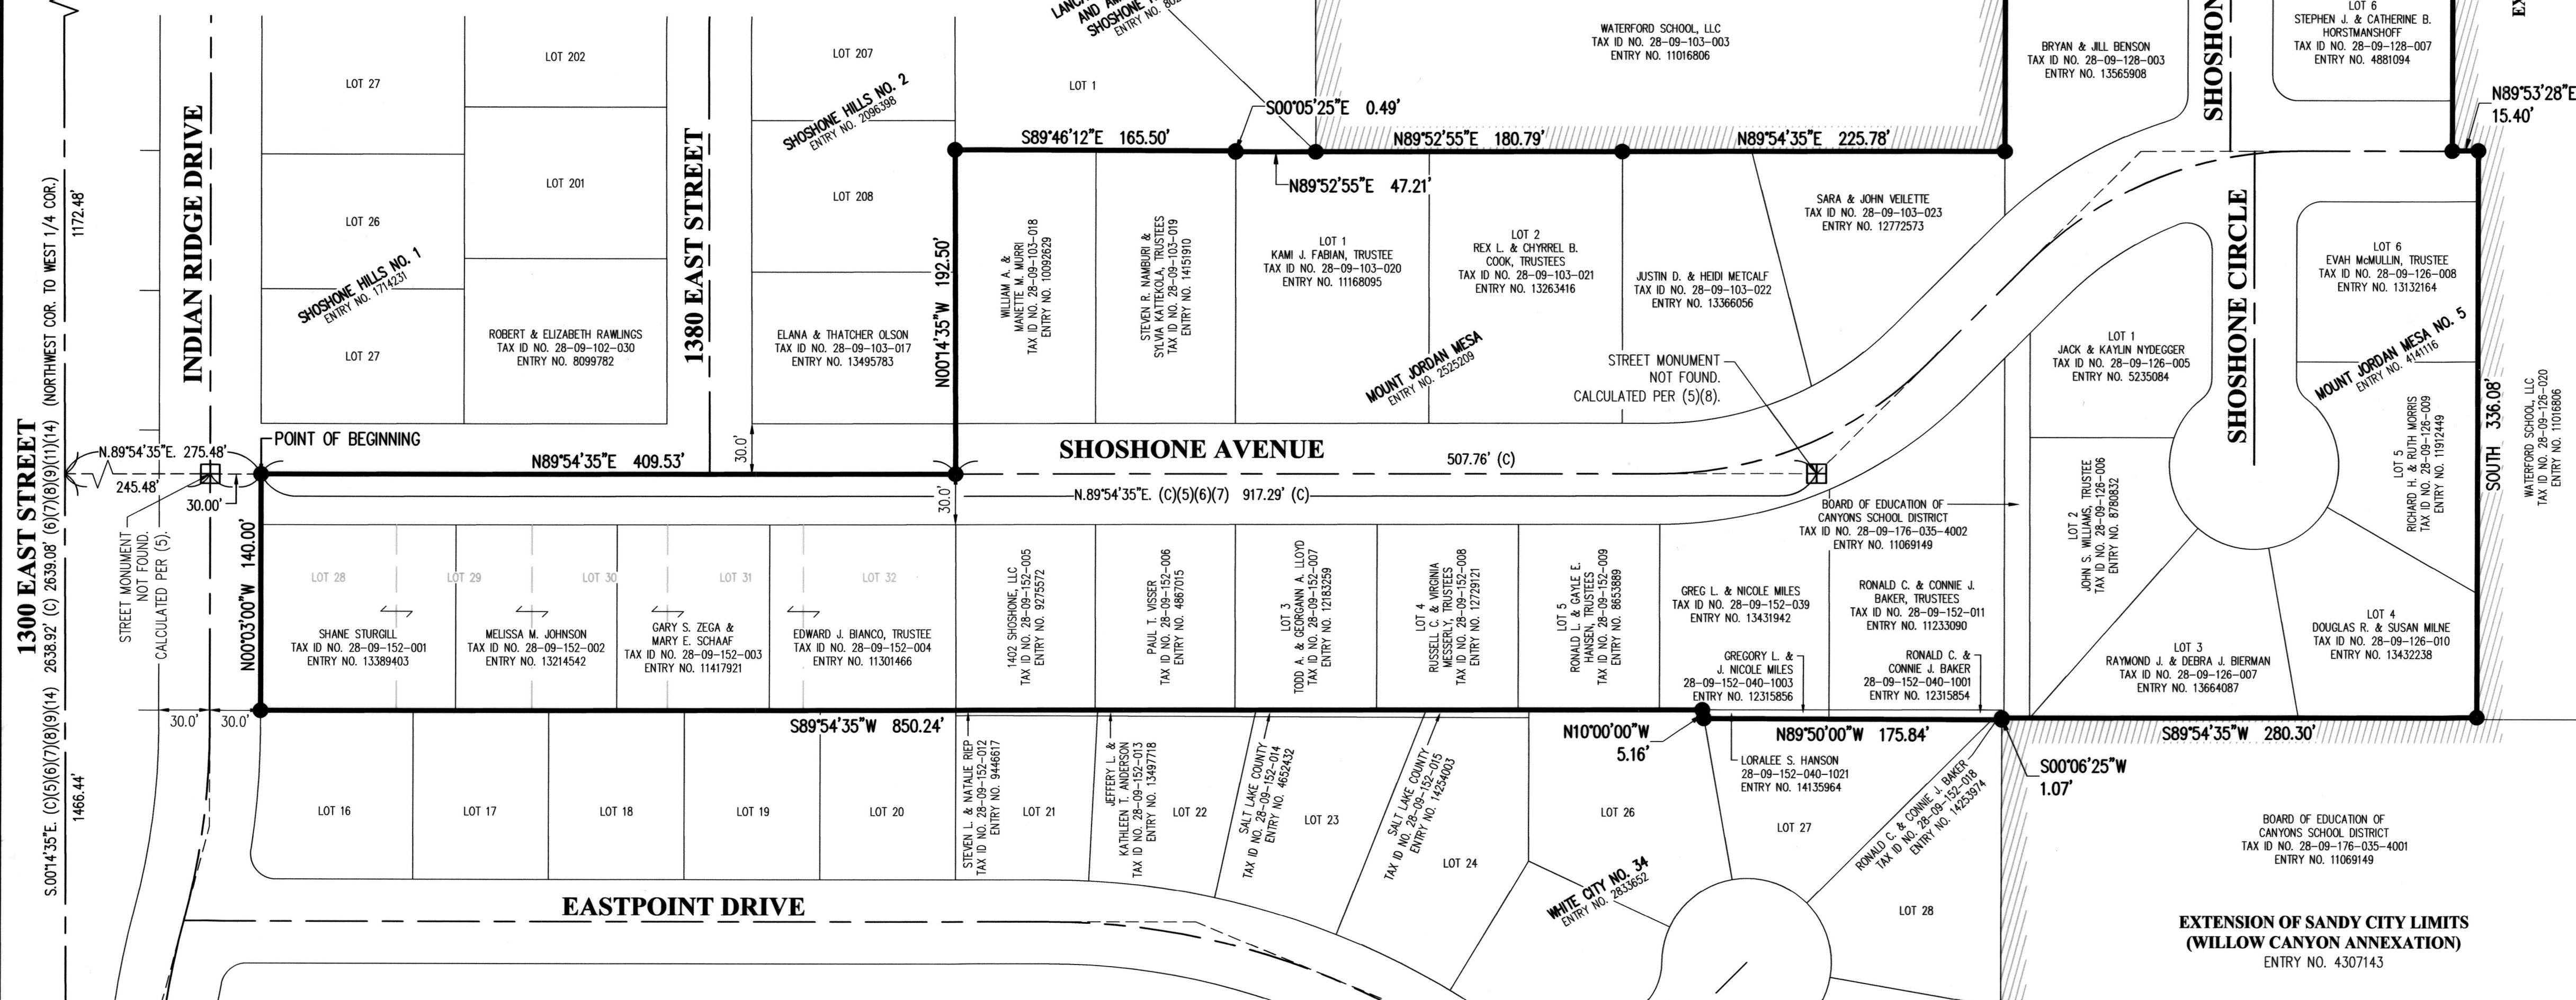 LOT 6
STEPHEN J. & CATHERINE B.
HORSTMANSHOFF
TAX ID NO. 28-09-128-007
ENTRY NO. 4881094
BRYAN & JILL BENSON
TAX ID NO. 28-09-128-003
ENTRY NO. 13565908
WATERFORD SCHOOL, LLC
TAX ID NO. 28-09-103-003
ENTRY NO. 11016806
N89°53'28"E
15.40'
LOT 27
LOT 202
LOT 207
LOT 1
SHOSHONE HILLS NO. 2
ENTRY NO. 2096398
S00°05'25"E 0.49'
S89°46'12"E 165.50'
N89°52'55"E 180.79'
N89°54'35"E 225.78'
N89°52'55"E 47.21'
INDIAN RIDGE DRIVE
1380 EAST STREET
LOT 201
LOT 208
LOT 26
SHOSHONE HILLS NO. 1
ENTRY NO. 1714231
LOT 27
ROBERT & ELIZABETH RAWLINGS
TAX ID NO. 28-09-102-030
ENTRY NO. 8099782
ELANA & THATCHER OLSON
TAX ID NO. 28-09-103-017
ENTRY NO. 13495783
N00°14'35"W 192.50'
WILLIAM A. &
MANETTE M. MURRI
TAX ID NO. 28-09-103-018
ENTRY NO. 10092629
STEVEN R. NAMBURI &
SYLVIA KATTEKOLA, TRUSTEES
TAX ID NO. 28-09-103-019
ENTRY NO. 14151910
LOT 1
KAMI J. FABIAN, TRUSTEE
TAX ID NO. 28-09-103-020
ENTRY NO. 11168095
LOT 2
REX L. & CHYRREL B.
COOK, TRUSTEES
TAX ID NO. 28-09-103-021
ENTRY NO. 13263416
JUSTIN D. & HEIDI METCALF
TAX ID NO. 28-09-103-022
ENTRY NO. 13366056
SARA & JOHN VEILETTE
TAX ID NO. 28-09-103-023
ENTRY NO. 12772573
MOUNT JORDAN MESA
ENTRY NO. 2525209
STREET MONUMENT
NOT FOUND.
CALCULATED PER (5)(8).
SHOSHONE CIRCLE
LOT 6
EVAH McMULLIN, TRUSTEE
TAX ID NO. 28-09-126-008
ENTRY NO. 13132164
LOT 1
JACK & KAYLIN NYDEGGER
TAX ID NO. 28-09-126-005
ENTRY NO. 5235084
MOUNT JORDAN MESA NO. 5
ENTRY NO. 4141116
LOT 5
RICHARD H. & RUTH MORRIS
TAX ID NO. 28-09-126-009
ENTRY NO. 11912449
SOUTH 336.08'
WATERFORD SCHOOL, LLC
TAX ID NO. 28-09-126-020
ENTRY NO. 11016806
1300 EAST STREET
S.00°14'35"E. (C)(5)(6)(7)(8)(9)(14) 2638.92' (C) 2639.08' (6)(7)(8)(9)(11)(14) (NORTHWEST COR. TO WEST 1/4 COR.)
1172.48'
1466.44'
N.89°54'35"E. 275.48'
245.48'
30.00'
POINT OF BEGINNING
N89°54'35"E 409.53'
30.0'
SHOSHONE AVENUE
507.76' (C)
30.0'
N.89°54'35"E. (C)(5)(6)(7) 917.29' (C)
BOARD OF EDUCATION OF
CANYONS SCHOOL DISTRICT
TAX ID NO. 28-09-176-035-4002
ENTRY NO. 11069149
STREET MONUMENT
NOT FOUND.
CALCULATED PER (5).
N00°03'00"W 140.00'
LOT 28
LOT 29
LOT 30
LOT 31
LOT 32
SHANE STURGILL
TAX ID NO. 28-09-152-001
ENTRY NO. 13389403
MELISSA M. JOHNSON
TAX ID NO. 28-09-152-002
ENTRY NO. 13214542
GARY S. ZEGA &
MARY E. SCHAAF
TAX ID NO. 28-09-152-003
ENTRY NO. 11417921
EDWARD J. BIANCO, TRUSTEE
TAX ID NO. 28-09-152-004
ENTRY NO. 11301466
1402 SHOSHONE, LLC
TAX ID NO. 28-09-152-005
ENTRY NO. 9275572
PAUL T. VISSER
TAX ID NO. 28-09-152-006
ENTRY NO. 4867015
LOT 3
TODD A. & GEORGANN A. LLOYD
TAX ID NO. 28-09-152-007
ENTRY NO. 12183259
LOT 4
RUSSELL C. & VIRGINIA
MESSERLY, TRUSTEES
TAX ID NO. 28-09-152-008
ENTRY NO. 12729121
LOT 5
RONALD L. & GAYLE E.
HANSEN, TRUSTEES
TAX ID NO. 28-09-152-009
ENTRY NO. 8653889
GREG L. & NICOLE MILES
TAX ID NO. 28-09-152-039
ENTRY NO. 13431942
RONALD C. & CONNIE J.
BAKER, TRUSTEES
TAX ID NO. 28-09-152-011
ENTRY NO. 11233090
GREGORY L. &
J. NICOLE MILES
28-09-152-040-1003
ENTRY NO. 12315856
RONALD C. &
CONNIE J. BAKER
28-09-152-040-1001
ENTRY NO. 12315854
LOT 2
JOHN S. WILLIAMS, TRUSTEE
TAX ID NO. 28-09-126-006
ENTRY NO. 8780832
LOT 3
RAYMOND J. & DEBRA J. BIERMAN
TAX ID NO. 28-09-126-007
ENTRY NO. 13664087
LOT 4
DOUGLAS R. & SUSAN MILNE
TAX ID NO. 28-09-126-010
ENTRY NO. 13432238
30.0'
30.0'
S89°54'35"W 850.24'
N10°00'00"W
5.16'
N89°50'00"W 175.84'
S89°54'35"W 280.30'
S00°06'25"W
1.07'
LOT 16
LOT 17
LOT 18
LOT 19
LOT 20
STEVEN L. & NATALIE RIEP
TAX ID NO. 28-09-152-012
ENTRY NO. 9446617
LOT 21
JEFFERY L. &
KATHLEEN T. ANDERSON
TAX ID NO. 28-09-152-013
ENTRY NO. 13497718
LOT 22
SALT LAKE COUNTY
TAX ID NO. 28-09-152-014
ENTRY NO. 4652432
LOT 23
SALT LAKE COUNTY
TAX ID NO. 28-09-152-015
ENTRY NO. 14254003
LOT 24
LOT 26
LORALEE S. HANSON
28-09-152-040-1021
ENTRY NO. 14135964
LOT 27
RONALD C. & CONNIE J. BAKER
TAX ID NO. 28-09-152-018
ENTRY NO. 14253974
LOT 28
WHITE CITY NO. 34
ENTRY NO. 2833652
EASTPOINT DRIVE
BOARD OF EDUCATION OF
CANYONS SCHOOL DISTRICT
TAX ID NO. 28-09-176-035-4001
ENTRY NO. 11069149
EXTENSION OF SANDY CITY LIMITS
(WILLOW CANYON ANNEXATION)
ENTRY NO. 4307143